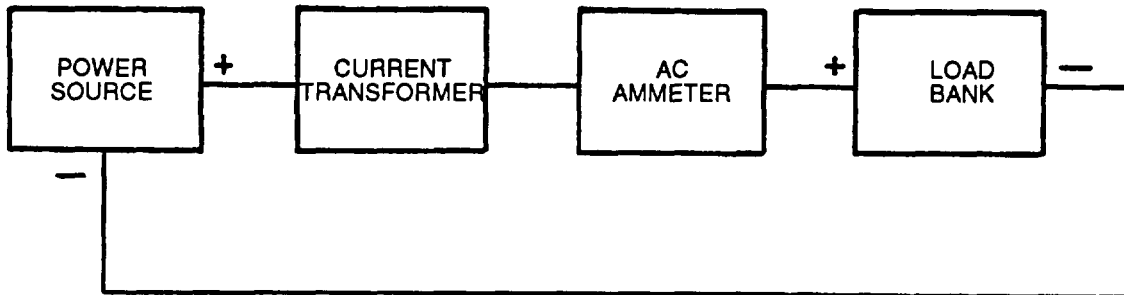 POWER
SOURCE
+
CURRENT
TRANSFORMER
AC
AMMETER
+
LOAD
BANK
—
—